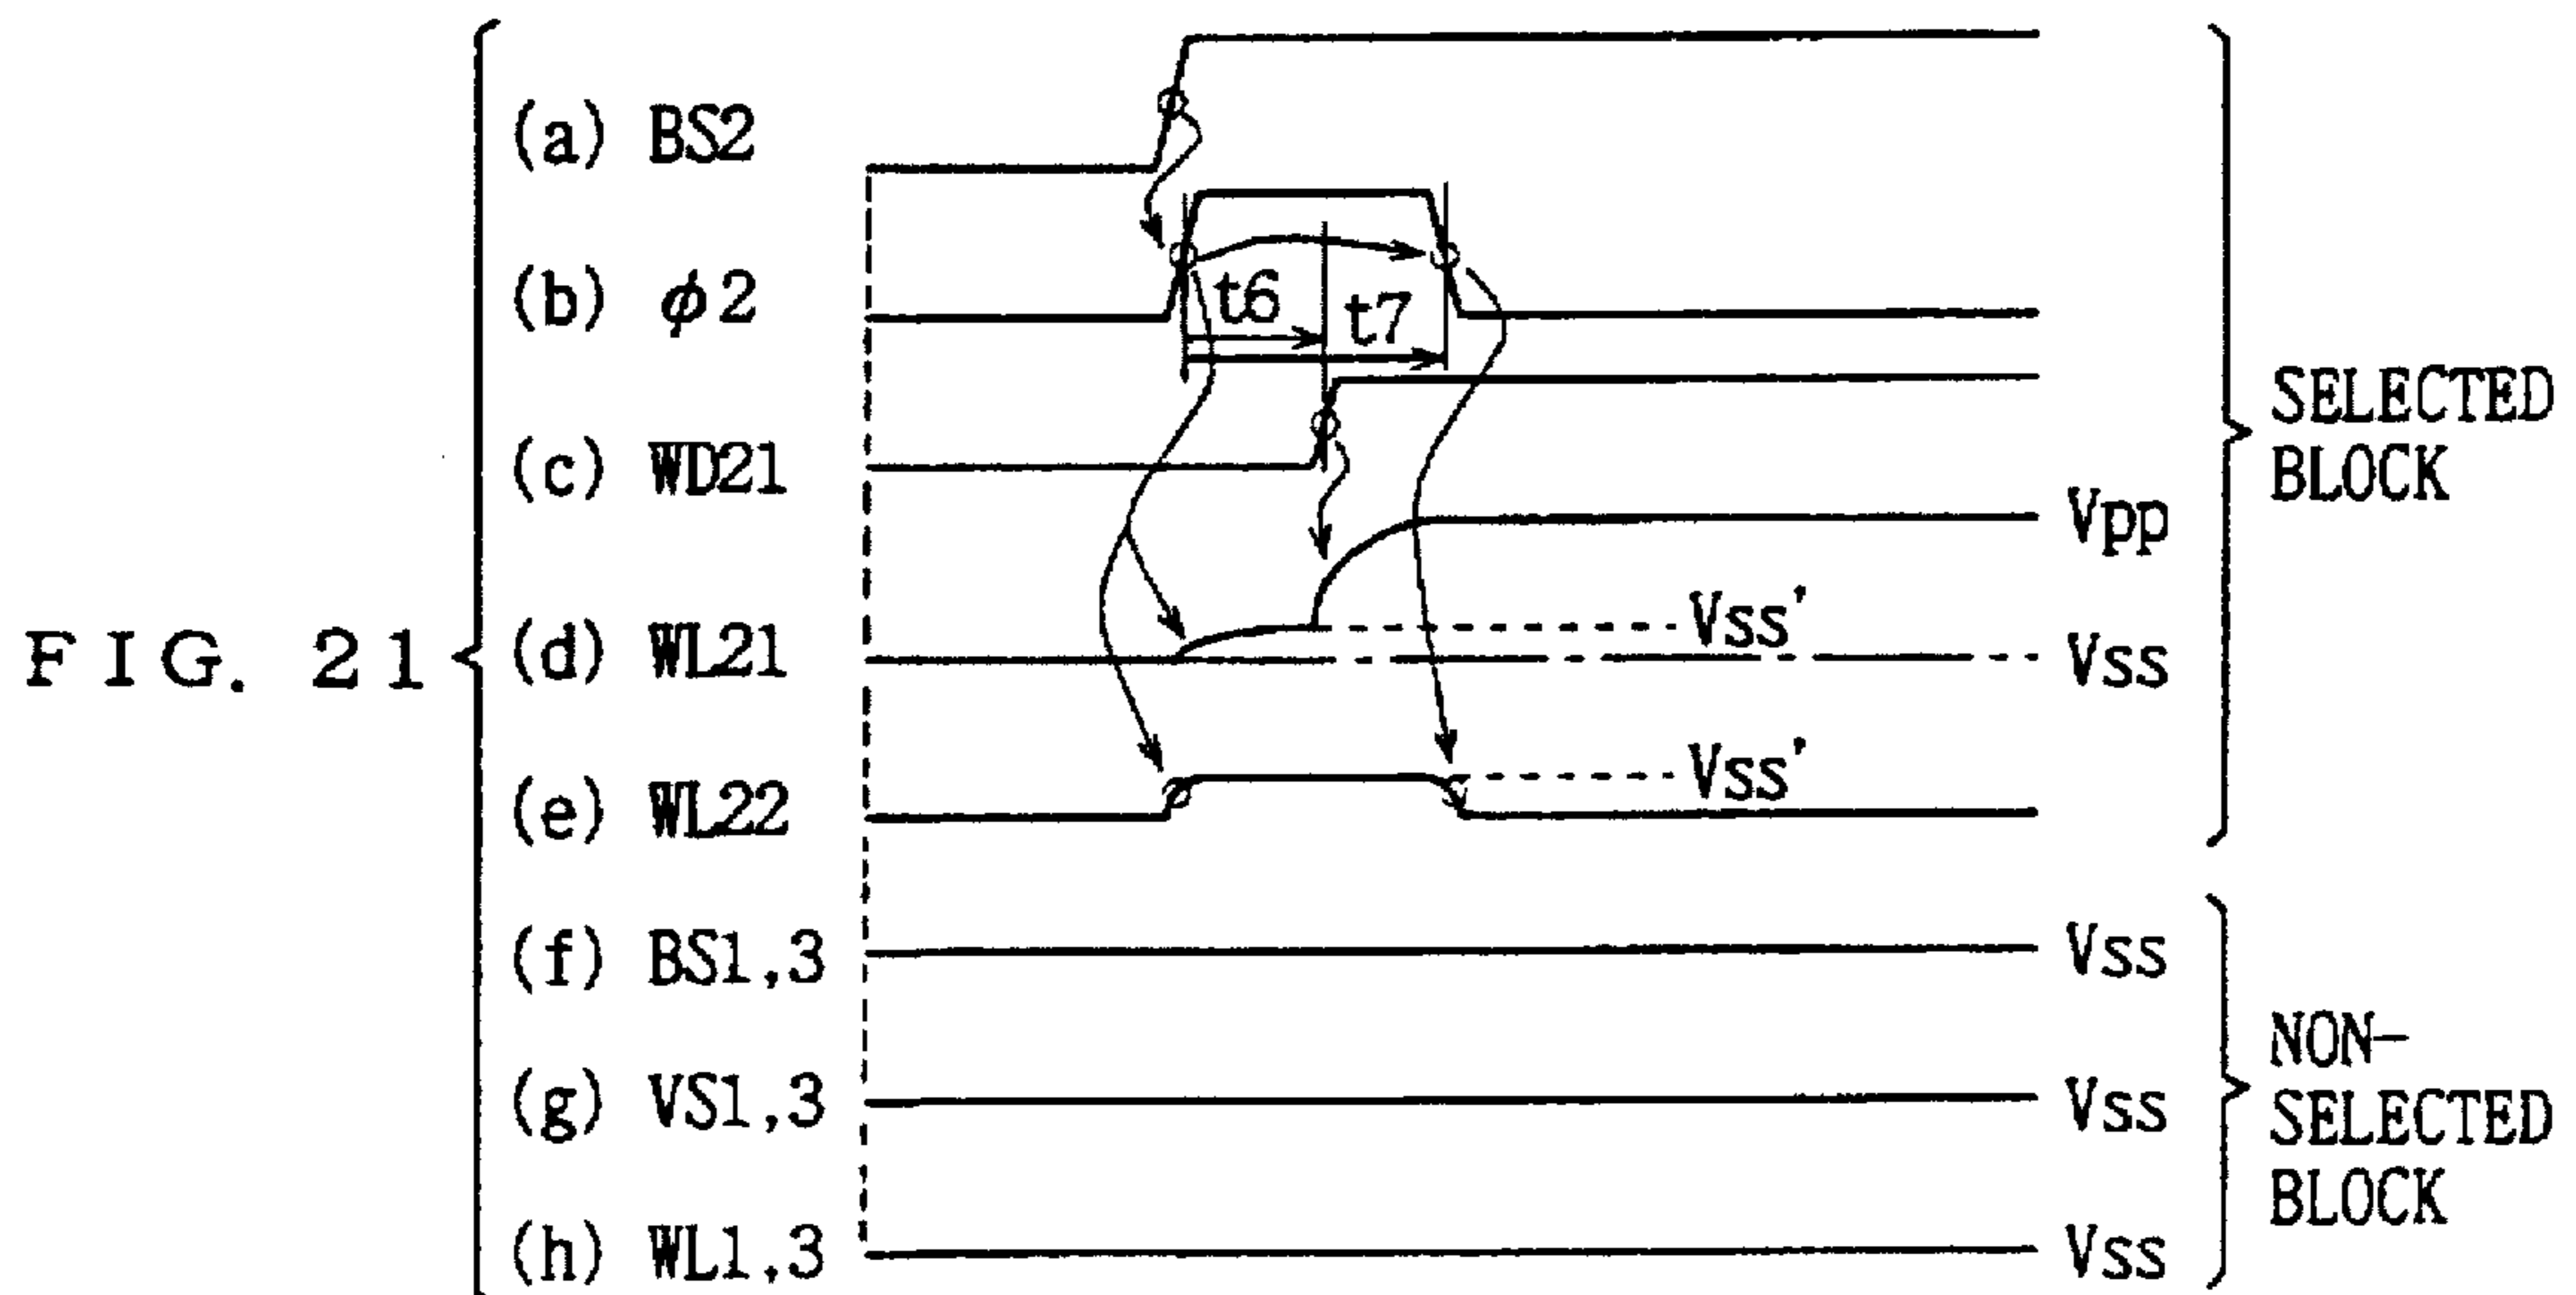 FIG. 21
(a) BS2
(b) φ2
t6
t7
(c) WD21
Vpp
(d) WL21
Vss'
Vss
(e) WL22
Vss'
SELECTED
BLOCK
(f) BS1,3
Vss
(g) VS1,3
Vss
(h) WL1,3
Vss
NON-
SELECTED
BLOCK